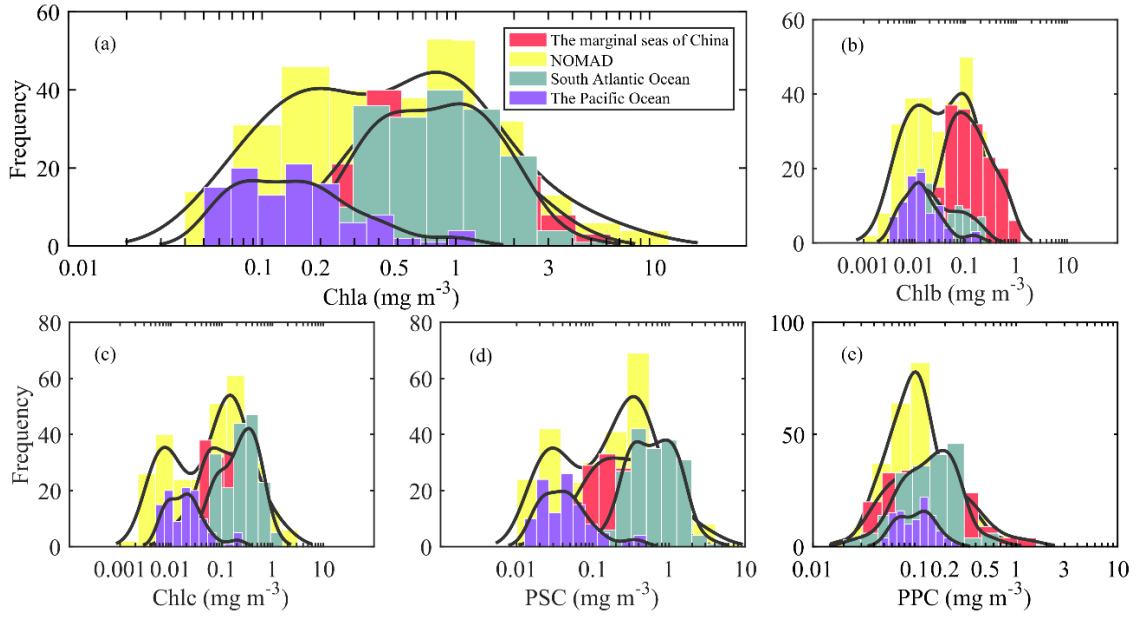 60
40
20
0
Frequency
(a)
The marginal seas of China
NOMAD
South Atlantic Ocean
The Pacific Ocean
0.01 0.1 0.2 0.5 1 3 10
Chla (mg m⁻³)
60
40
20
0
(b)
0.001 0.01 0.1 1 10
Chlb (mg m⁻³)
80
60
40
20
0
Frequency
(c)
0.001 0.01 0.1 1 10
Chlc (mg m⁻³)
80
60
40
20
0
(d)
0.01 0.1 1 10
PSC (mg m⁻³)
100
50
0
(c)
0.01 0.1 0.2 0.5 1 10
PPC (mg m⁻³)